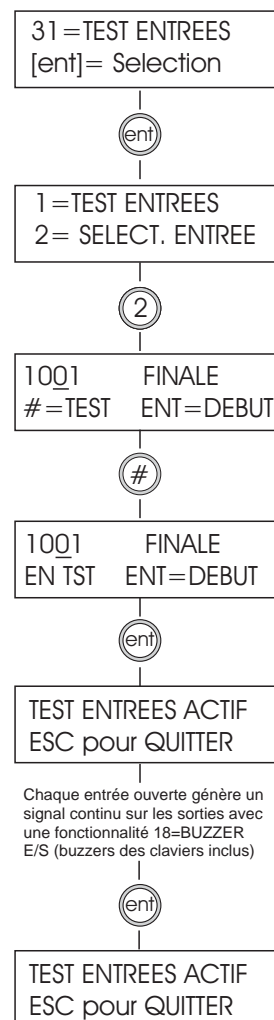 31=TEST ENTREES
[ent]= Selection
ent
1=TEST ENTREES
2= SELECT. ENTREE
2
1001 FINALE
#=TEST ENT=DEBUT
#
1001 FINALE
EN TST ENT=DEBUT
ent
TEST ENTREES ACTIF
ESC pour QUITTER
Chaque entrée ouverte génère un
signal continu sur les sorties avec
une fonctionnalité 18=BUZZER
E/S (buzzers des claviers inclus)
ent
TEST ENTREES ACTIF
ESC pour QUITTER